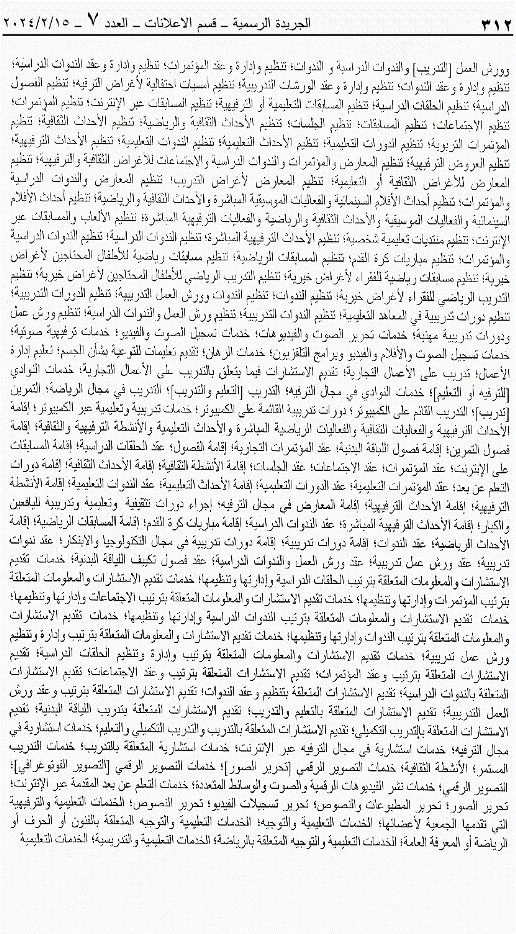 ٣١٢ الجريدة الرسمية – قسم الاعلانات – العدد ٧ – ٢٠٢٤/٢/١٥
وورش العمل [التدريب] والندوات الدراسية و الندوات؛ تنظيم وإدارة وعقد المؤتمرات؛ تنظيم وإدارة وعقد الندوات الدراسية؛
تنظيم وإدارة وعقد الندوات؛ تنظيم وإدارة وعقد الورشات التدريبية؛ تنظيم أمسيات احتفالية لأغراض الترفيه؛ تنظيم الفصول
الدراسية؛ تنظيم الحلقات الدراسية؛ تنظيم المسابقات التعليمية أو الترفيهية؛ تنظيم المسابقات عبر الإنترنت؛ تنظيم المؤتمرات؛
تنظيم الاجتماعات؛ تنظيم المسابقات؛ تنظيم الجلسات؛ تنظيم الأحداث الثقافية والرياضية؛ تنظيم الأحداث الثقافية؛ تنظيم
المؤتمرات التربوية؛ تنظيم الدورات التعليمية؛ تنظيم الأحداث التعليمية؛ تنظيم الندوات التعليمية؛ تنظيم الأحداث الترفيهية؛
تنظيم العروض الترفيهية؛ تنظيم المعارض والمؤتمرات والندوات الدراسية والاجتماعات للأغراض الثقافية والترفيهية؛ تنظيم
المعارض للأغراض الثقافية أو التعليمية؛ تنظيم المعارض لأغراض التدريب؛ تنظيم المعارض والندوات الدراسية
والمؤتمرات؛ تنظيم أحداث الأفلام السينمائية والفعاليات الموسيقية المباشرة والأحداث الثقافية والرياضية؛ تنظيم أحداث الأفلام
السينمائية والفعاليات الموسيقية والأحداث الثقافية والرياضية والفعاليات الترفيهية المباشرة؛ تنظيم الألعاب والمسابقات عبر
الإنترنت؛ تنظيم منتديات تعليمية شخصية؛ تنظيم الأحداث الترفيهية المباشرة؛ تنظيم الندوات الدراسية؛ تنظيم الندوات الدراسية
والمؤتمرات؛ تنظيم مباريات كرة القدم؛ تنظيم المسابقات الرياضية؛ تنظيم مسابقات رياضية للأطفال المحتاجين لأغراض
خيرية؛ تنظيم مسابقات رياضية للفقراء لأغراض خيرية؛ تنظيم التدريب الرياضي للأطفال المحتاجين لأغراض خيرية؛ تنظيم
التدريب الرياضي للفقراء لأغراض خيرية؛ تنظيم الندوات؛ تنظيم الندوات وورش العمل التدريبية؛ تنظيم الدورات التدريبية؛
تنظيم دورات تدريبية في المعاهد التعليمية؛ تنظيم الندوات التدريبية؛ تنظيم ورش العمل والندوات الدراسية؛ تنظيم ورش عمل
ودورات تدريبية مهنية؛ خدمات تحرير الصوت والفيديوهات؛ خدمات تسجيل الصوت والفيديو؛ خدمات ترفيهية صوتية؛
خدمات تسجيل الصوت والأفلام والفيديو وبرامج التلفزيون؛ خدمات الرهان؛ تقديم تعليمات للتوعية بشأن الجسم؛ تعليم إدارة
الأعمال؛ تدريب على الأعمال التجارية؛ تقديم الاستشارات فيما يتعلق بالتدريب على الأعمال التجارية؛ خدمات النوادي
[للترفيه أو التعليم]؛ خدمات النوادي في مجال الترفيه؛ التدريب [التعليم والتدريب]؛ التدريب في مجال الرياضة؛ التمرين
[تدريب]؛ التدريب القائم على الكمبيوتر؛ دورات تدريبية القائمة على الكمبيوتر؛ خدمات تدريبية وتعليمية عبر الكمبيوتر؛ إقامة
الأحداث الترفيهية والفعاليات الثقافية والفعاليات الرياضية المباشرة والأحداث التعليمية والأنشطة الترفيهية والثقافية؛ إقامة
فصول التمرين؛ إقامة فصول اللياقة البدنية؛ عقد المؤتمرات التجارية؛ إقامة الفصول؛ عقد الحلقات الدراسية؛ إقامة المسابقات
على الإنترنت؛ عقد المؤتمرات؛ عقد الاجتماعات؛ عقد الجلسات؛ إقامة الأنشطة الثقافية؛ إقامة الأحداث الثقافية؛ إقامة دورات
التعلم عن بعد؛ عقد المؤتمرات التعليمية؛ عقد الدورات التعليمية؛ إقامة الأحداث التعليمية؛ عقد الندوات التعليمية؛ إقامة الأنشطة
الترفيهية؛ إقامة الأحداث الترفيهية؛ إقامة المعارض في مجال الترفيه؛ إجراء دورات تثقيفية وتعليمية وتدريبية لليافعين
والكبار؛ إقامة الأحداث الترفيهية المباشرة؛ عقد الندوات الدراسية؛ إقامة مباريات كرة القدم؛ إقامة المسابقات الرياضية؛ إقامة
الأحداث الرياضية؛ عقد الندوات؛ إقامة دورات تدريبية؛ إقامة دورات تدريبية في مجال التكنولوجيا والابتكار؛ عقد ندوات
تدريبية؛ عقد ورش عمل تدريبية؛ عقد ورش العمل والندوات الدراسية؛ عقد فصول تكييف اللياقة البدنية؛ خدمات تقديم
الاستشارات والمعلومات المتعلقة بترتيب الحلقات الدراسية وإدارتها وتنظيمها؛ خدمات تقديم الاستشارات والمعلومات المتعلقة
بترتيب المؤتمرات وإدارتها وتنظيمها؛ خدمات تقديم الاستشارات والمعلومات المتعلقة بترتيب الاجتماعات وإدارتها وتنظيمها؛
خدمات تقديم الاستشارات والمعلومات المتعلقة بترتيب الندوات الدراسية وإدارتها وتنظيمها؛ خدمات تقديم الاستشارات
والمعلومات المتعلقة بترتيب الندوات وإدارتها وتنظيمها؛ خدمات تقديم الاستشارات والمعلومات المتعلقة بترتيب وإدارة وتنظيم
ورش عمل تدريبية؛ خدمات تقديم الاستشارات والمعلومات المتعلقة بترتيب وإدارة وتنظيم الحلقات الدراسية؛ تقديم
الاستشارات المتعلقة بترتيب وعقد المؤتمرات؛ تقديم الاستشارات المتعلقة بترتيب وعقد الاجتماعات؛ تقديم الاستشارات
المتعلقة بالندوات الدراسية؛ تقديم الاستشارات المتعلقة بتنظيم وعقد الندوات؛ تقديم الاستشارات المتعلقة بترتيب وعقد ورش
العمل التدريبية؛ تقديم الاستشارات المتعلقة بالتعليم والتدريب؛ تقديم الاستشارات المتعلقة بتدريب اللياقة البدنية؛ تقديم
الاستشارات المتعلقة بالتدريب التكميلي؛ تقديم الاستشارات المتعلقة بالتدريب والتدريب التكميلي والتعليم؛ خدمات استشارية في
مجال الترفيه؛ خدمات استشارية في مجال الترفيه عبر الإنترنت؛ خدمات استشارية المتعلقة بالتدريب؛ خدمات التدريب
المستمر؛ الأنشطة الثقافية؛ خدمات التصوير الرقمي [تحرير الصور]؛ خدمات التصوير الرقمي [التصوير الفوتوغرافي]؛
التصوير الرقمي؛ خدمات نشر الفيديوهات الرقمية والصوت والوسائط المتعددة؛ خدمات التعلم عن بعد المقدمة عبر الإنترنت؛
تحرير الصور؛ تحرير المطبوعات والنصوص؛ تحرير تسجيلات الفيديو؛ تحرير النصوص؛ الخدمات التعليمية والترفيهية
التي تقدمها الجمعية لأعضائها؛ الخدمات التعليمية والتوجيه؛ الخدمات التعليمية والتوجيه المتعلقة بالفنون أو الحرف أو
الرياضة أو المعرفة العامة؛ الخدمات التعليمية والتوجيه المتعلقة بالرياضة؛ الخدمات التعليمية والتدريسية؛ الخدمات التعليمية